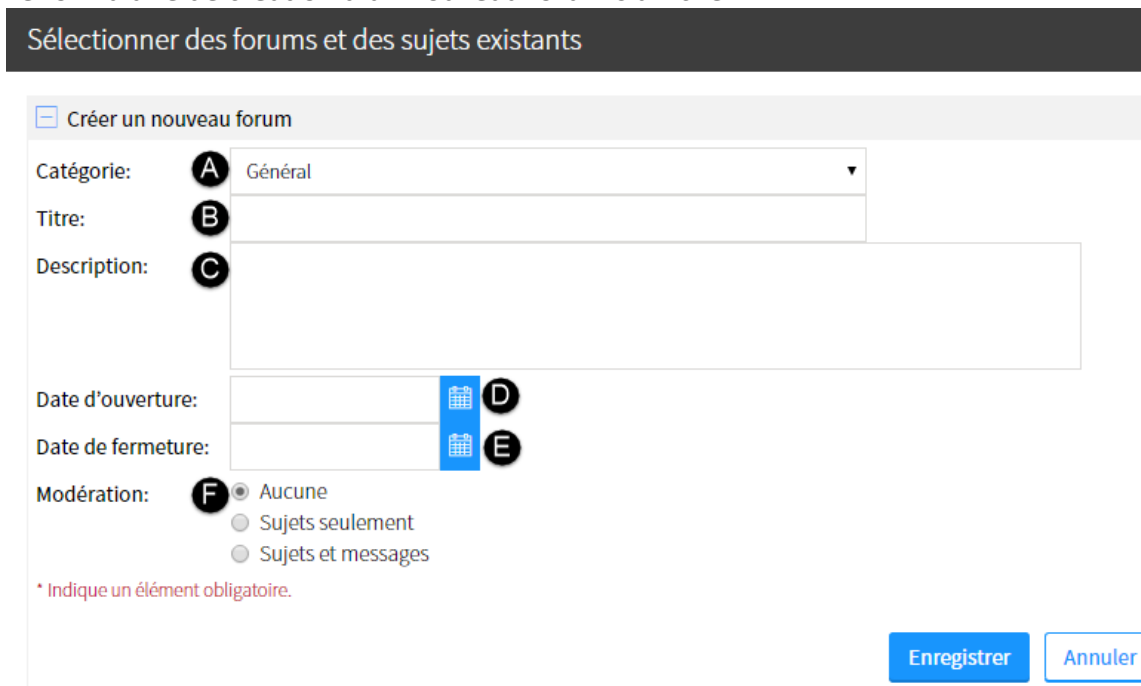 Sélectionner des forums et des sujets existants
Créer un nouveau forum
Catégorie: A Général
Titre: B
Description: C
Date d'ouverture: D
Date de fermeture: E
Modération: F Aucune
Sujets seulement
Sujets et messages
* Indique un élément obligatoire.
Enregistrer Annuler